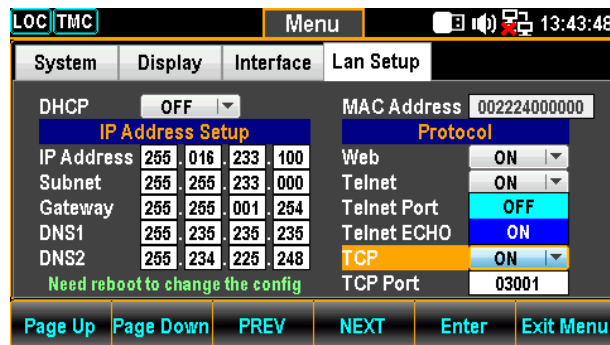 LOC TMC Menu 13:43:48
System Display Interface Lan Setup
DHCP OFF MAC Address 002224000000
IP Address Setup Protocol
IP Address 255 . 016 . 233 . 100 Web ON
Subnet 255 . 255 . 233 . 000 Telnet ON
Gateway 255 . 255 . 001 . 254 Telnet Port OFF
DNS1 255 . 235 . 235 . 235 Telnet ECHO ON
DNS2 255 . 234 . 225 . 248 TCP ON
Need reboot to change the config TCP Port 03001
Page Up Page Down PREV NEXT Enter Exit Menu